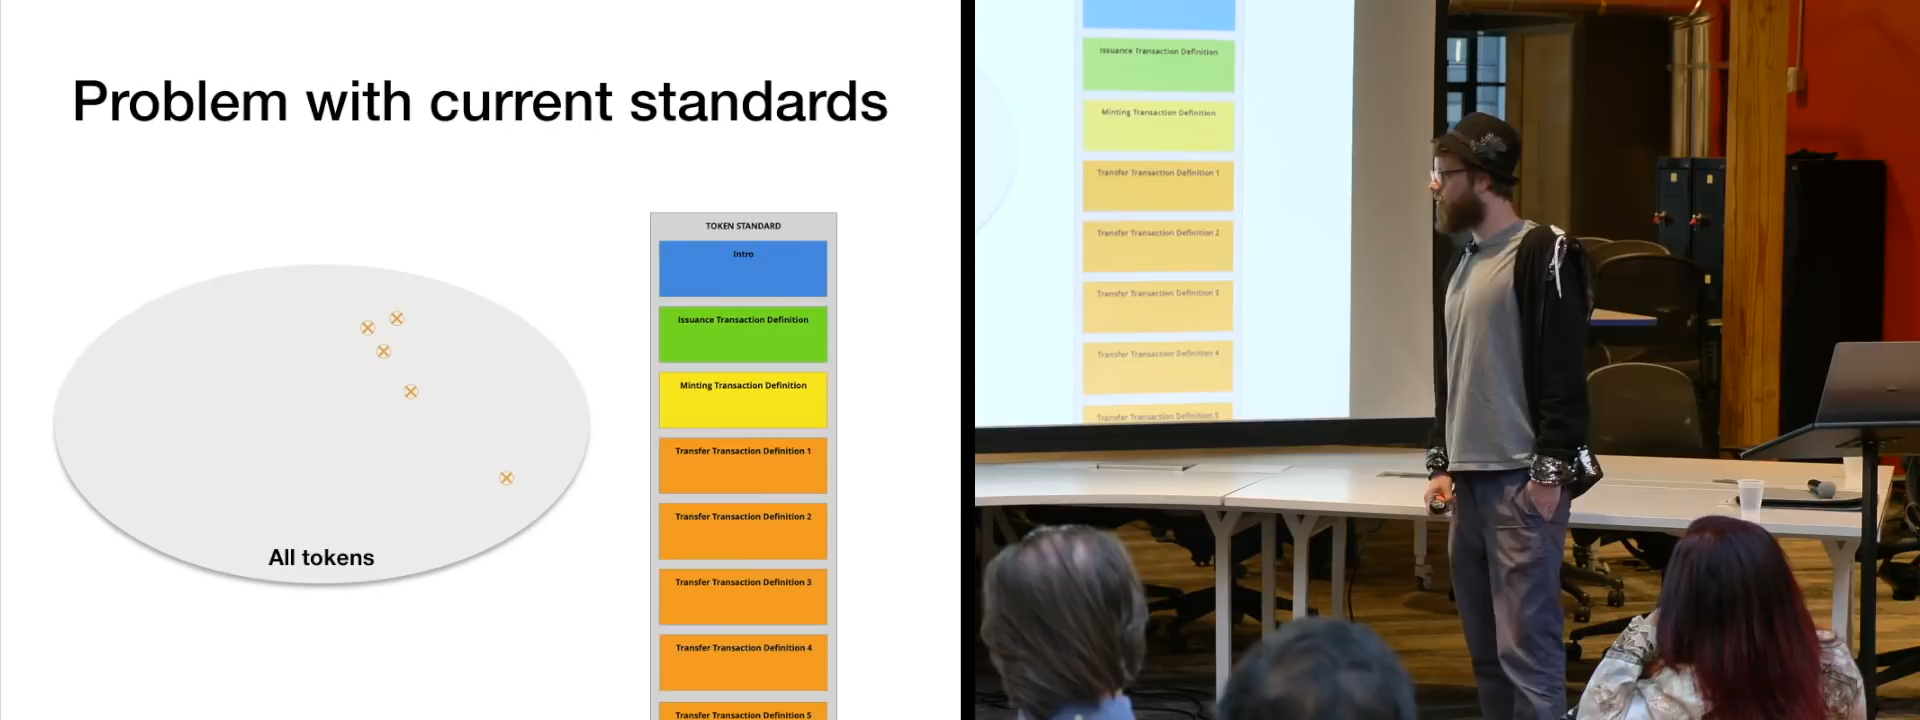 Problem with current standards
All tokens
TOKEN STANDARD
Intro
Issuance Transaction Definition
Minting Transaction Definition
Transfer Transaction Definition 1
Transfer Transaction Definition 2
Transfer Transaction Definition 3
Transfer Transaction Definition 4
Transfer Transaction Definition 5
Issuance Transaction Definition
Minting Transaction Definition
Transfer Transaction Definition 1
Transfer Transaction Definition 2
Transfer Transaction Definition 3
Transfer Transaction Definition 4
Transfer Transaction Definition 5